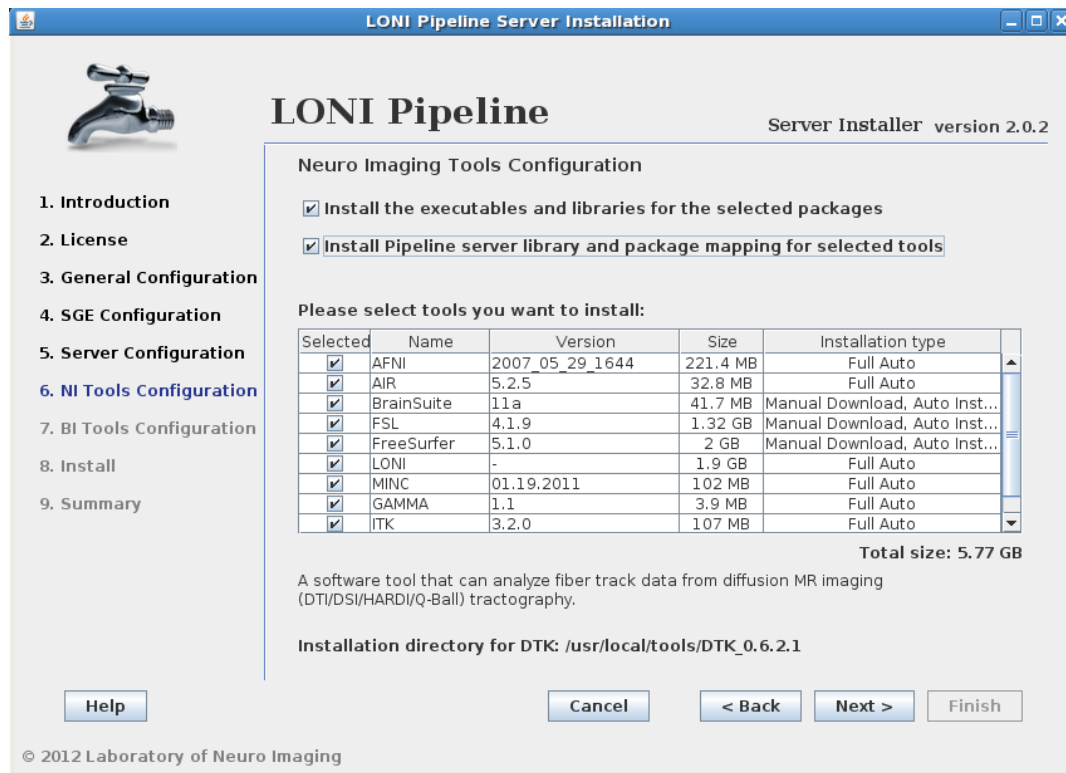 LONI Pipeline Server Installation
LONI Pipeline
Server Installer version 2.0.2
1. Introduction
2. License
3. General Configuration
4. SGE Configuration
5. Server Configuration
6. NI Tools Configuration
7. BI Tools Configuration
8. Install
9. Summary
Neuro Imaging Tools Configuration
Install the executables and libraries for the selected packages
Install Pipeline server library and package mapping for selected tools
Please select tools you want to install:
Selected Name Version Size Installation type
AFNI 2007_05_29_1644 221.4 MB Full Auto
AIR 5.2.5 32.8 MB Full Auto
BrainSuite 11a 41.7 MB Manual Download, Auto Inst...
FSL 4.1.9 1.32 GB Manual Download, Auto Inst...
FreeSurfer 5.1.0 2 GB Manual Download, Auto Inst...
LONI - 1.9 GB Full Auto
MINC 01.19.2011 102 MB Full Auto
GAMMA 1.1 3.9 MB Full Auto
ITK 3.2.0 107 MB Full Auto
Total size: 5.77 GB
A software tool that can analyze fiber track data from diffusion MR imaging
(DTI/DSI/HARDI/Q-Ball) tractography.
Installation directory for DTK: /usr/local/tools/DTK_0.6.2.1
Help Cancel < Back Next > Finish
© 2012 Laboratory of Neuro Imaging